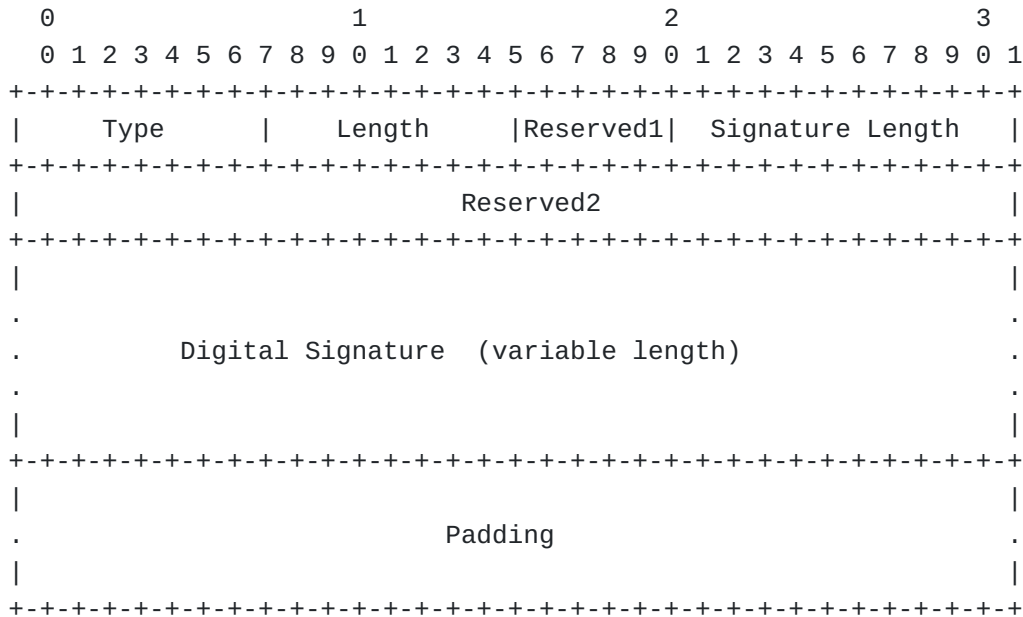 0                   1                   2                   3
 0 1 2 3 4 5 6 7 8 9 0 1 2 3 4 5 6 7 8 9 0 1 2 3 4 5 6 7 8 9 0 1
+-+-+-+-+-+-+-+-+-+-+-+-+-+-+-+-+-+-+-+-+-+-+-+-+-+-+-+-+-+-+-+-+
|     Type      |    Length     |Reserved1|  Signature Length   |
+-+-+-+-+-+-+-+-+-+-+-+-+-+-+-+-+-+-+-+-+-+-+-+-+-+-+-+-+-+-+-+-+
|                            Reserved2                          |
+-+-+-+-+-+-+-+-+-+-+-+-+-+-+-+-+-+-+-+-+-+-+-+-+-+-+-+-+-+-+-+-+
|                                                               |
.                                                               .
.          Digital Signature  (variable length)                 .
.                                                               .
|                                                               |
+-+-+-+-+-+-+-+-+-+-+-+-+-+-+-+-+-+-+-+-+-+-+-+-+-+-+-+-+-+-+-+-+
|                                                               |
.                           Padding                             .
|                                                               |
+-+-+-+-+-+-+-+-+-+-+-+-+-+-+-+-+-+-+-+-+-+-+-+-+-+-+-+-+-+-+-+-+